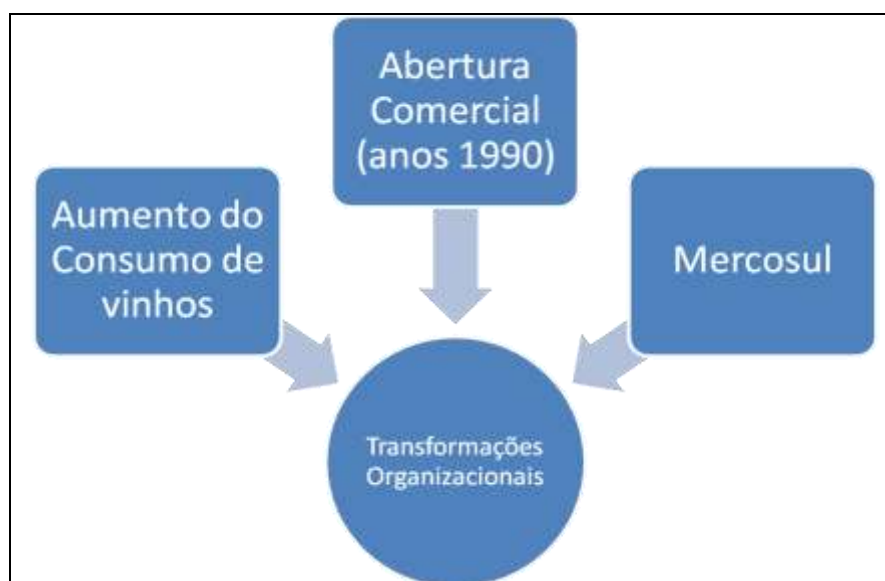 Abertura
Comercial
(anos 1990)
Aumento do
Consumo de
vinhos
Mercosul
Transformações
Organizacionais